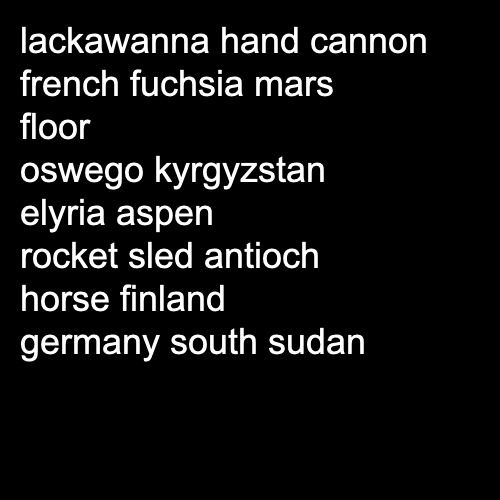 lackawanna hand cannon
french fuchsia mars
floor
oswego kyrgyzstan
elyria aspen
rocket sled antioch
horse finland
germany south sudan